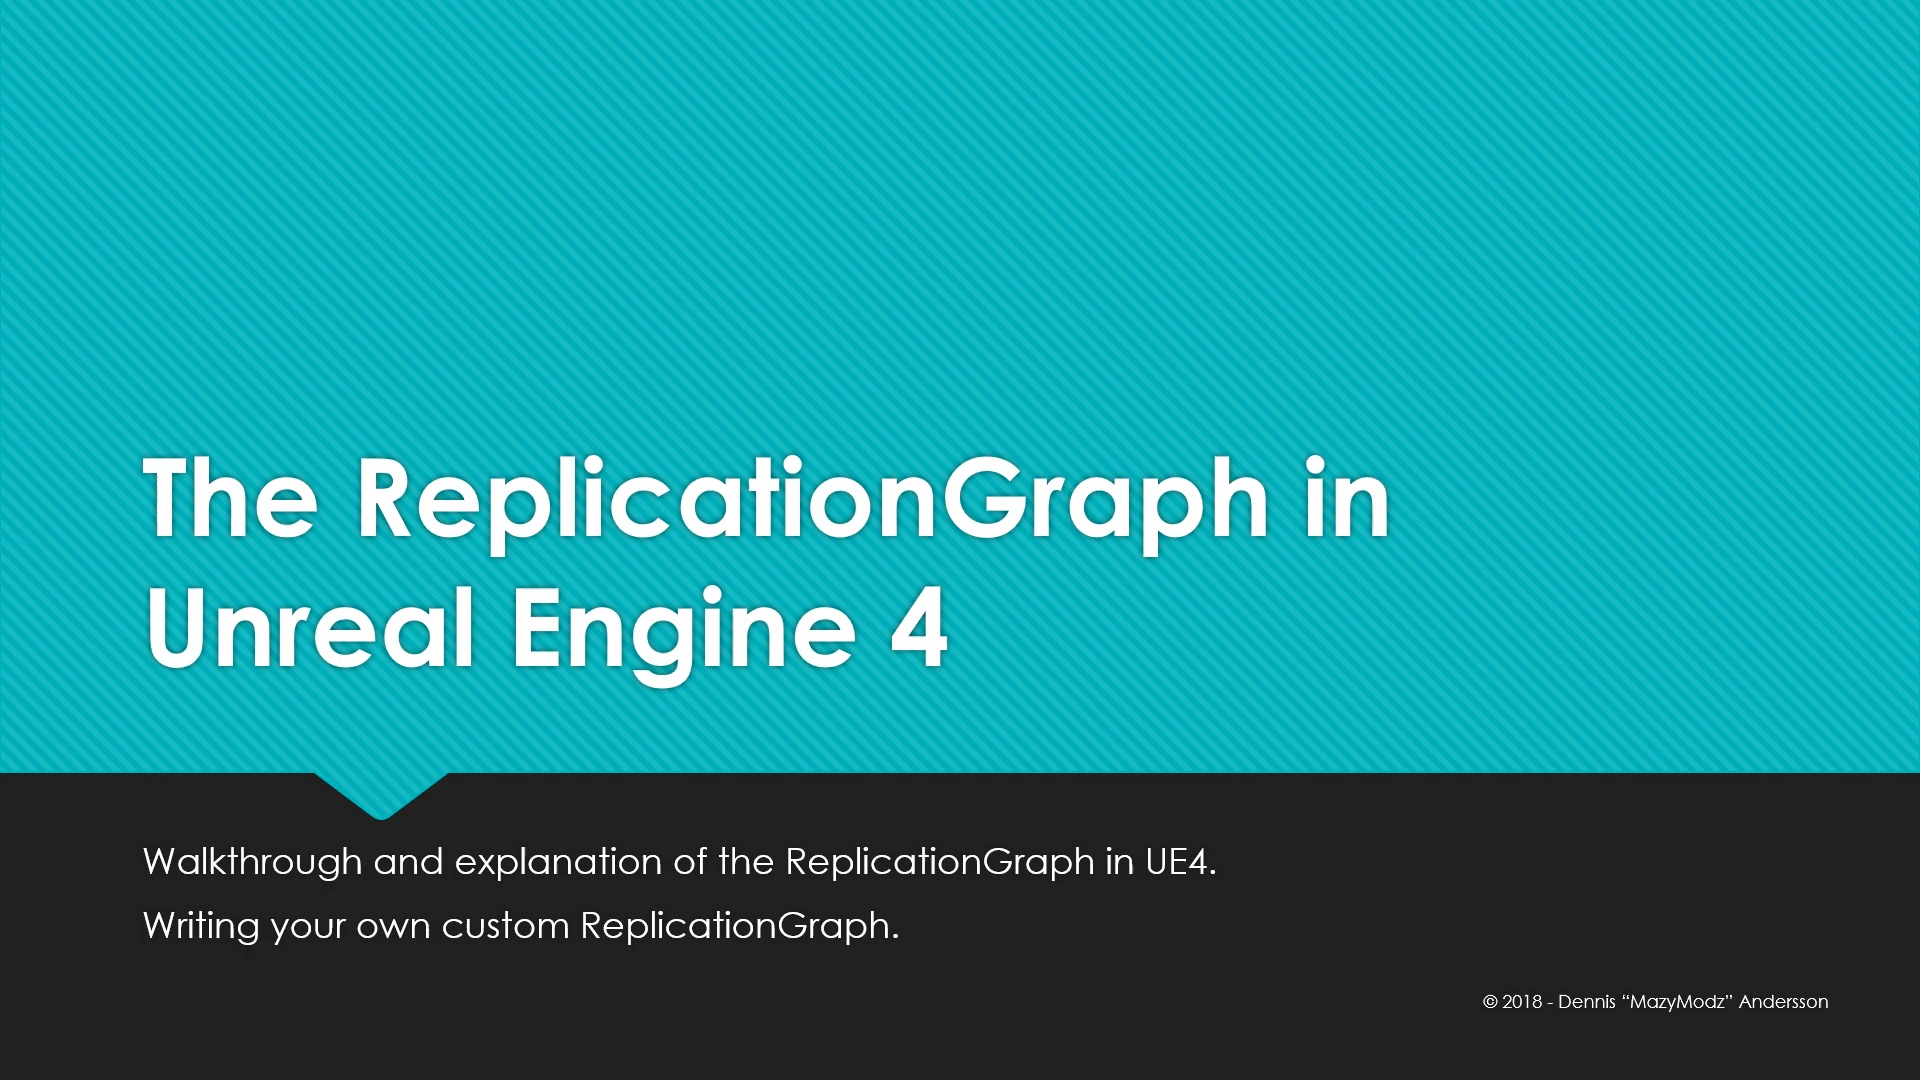 The ReplicationGraph in
Unreal Engine 4
Walkthrough and explanation of the ReplicationGraph in UE4.
Writing your own custom ReplicationGraph.
© 2018 - Dennis “MazyModz” Andersson